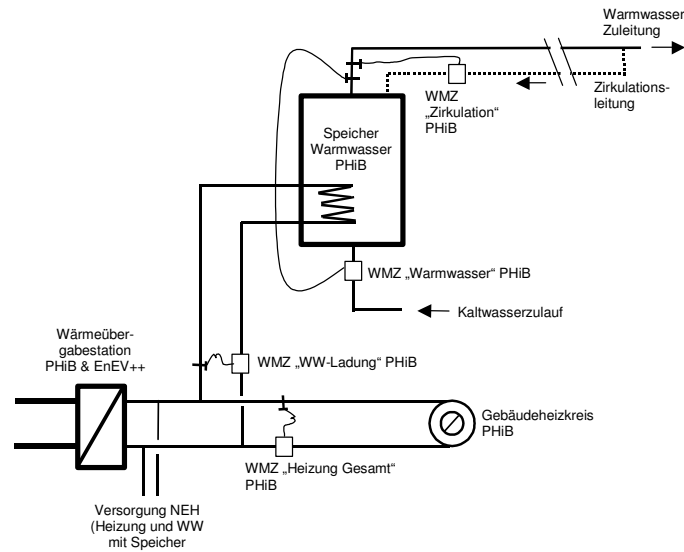 Warmwasser
Zuleitung
Zirkulations-
leitung
WMZ
„Zirkulation“
PHiB
Speicher
Warmwasser
PHiB
WMZ „Warmwasser“ PHiB
Kaltwasserzulauf
Wärmeüber-
gabestation
PHiB & EnEV++
WMZ „WW-Ladung“ PHiB
Gebäudeheizkreis
PHiB
WMZ „Heizung Gesamt“
PHiB
Versorgung NEH
(Heizung und WW
mit Speicher